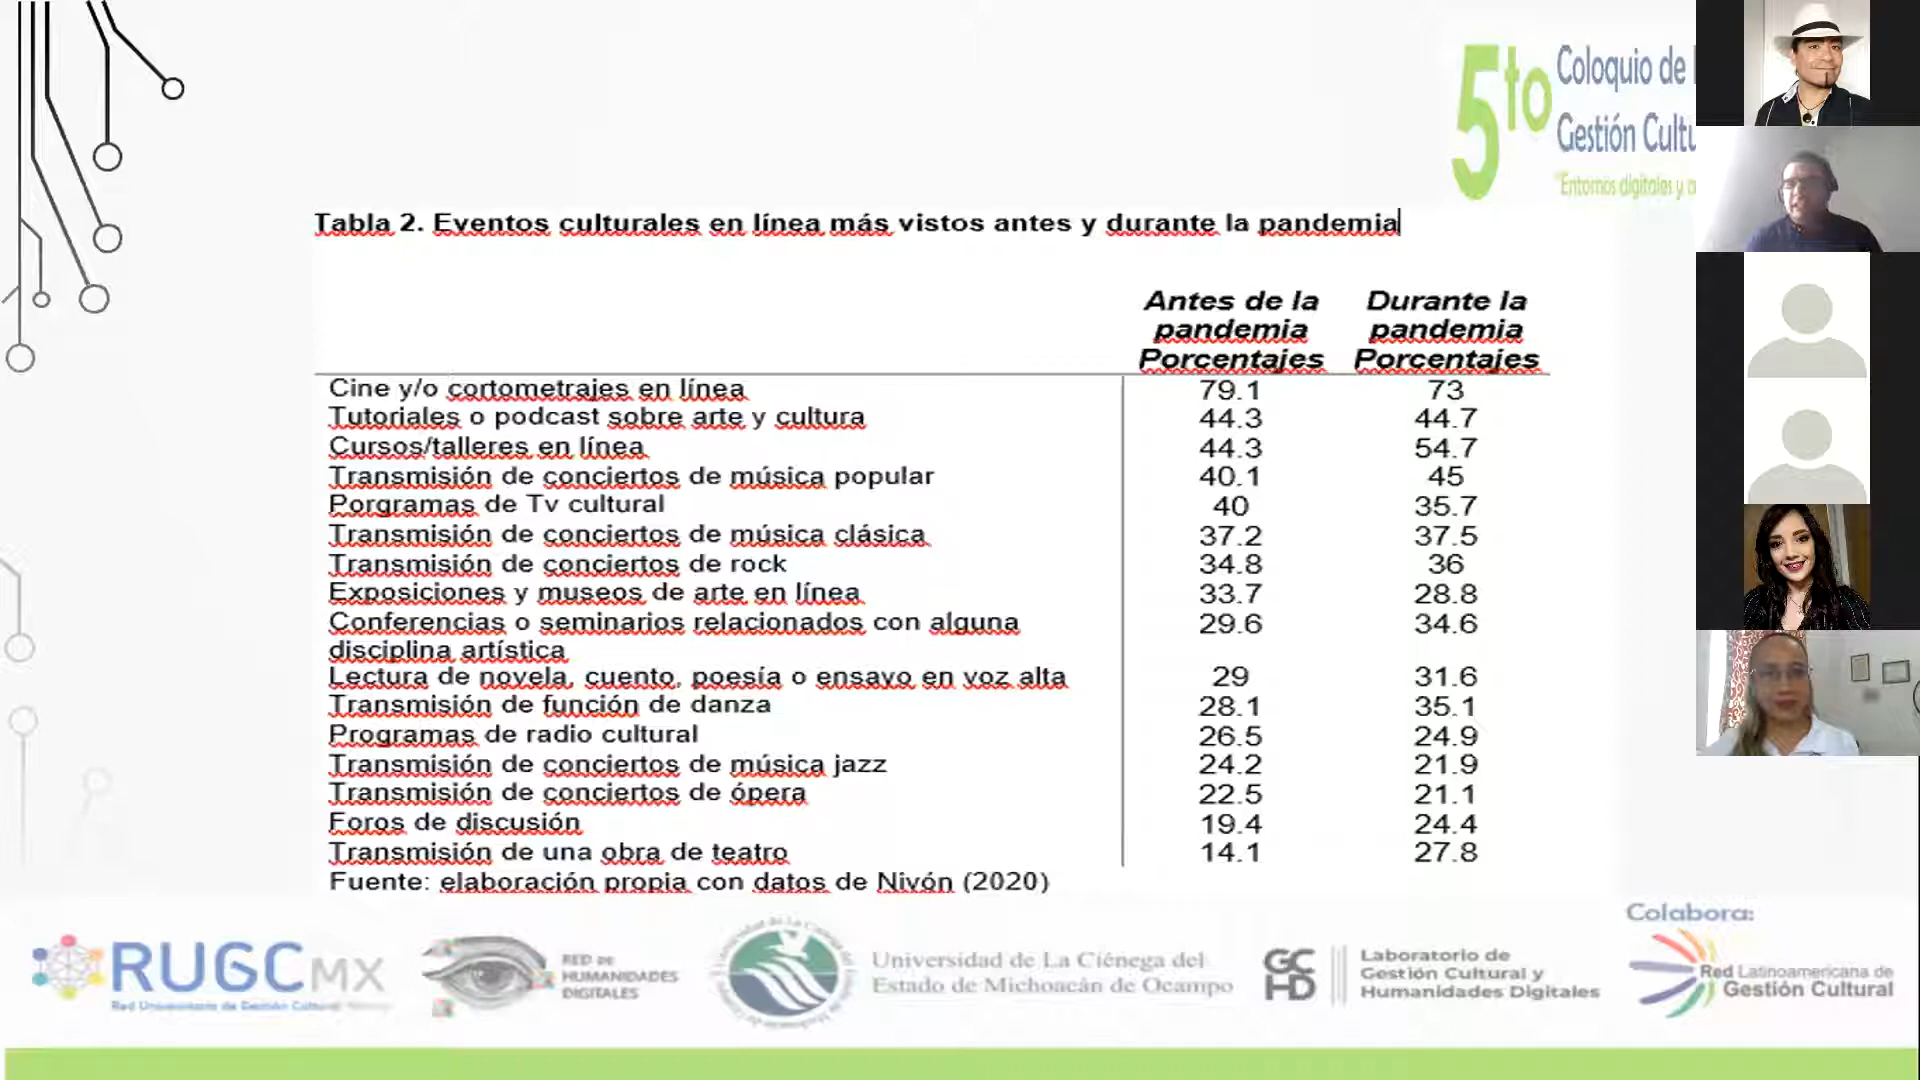 5to
Coloquio de
Gestión Cultu
"Entornos digitales y a
Tabla 2. Eventos culturales en línea más vistos antes y durante la pandemia
Antes de la pandemia Porcentajes
Durante la pandemia Porcentajes
Cine y/o cortometrajes en línea 79.1 73
Tutoriales o podcast sobre arte y cultura 44.3 44.7
Cursos/talleres en línea 44.3 54.7
Transmisión de conciertos de música popular 40.1 45
Porgramas de Tv cultural 40 35.7
Transmisión de conciertos de música clásica 37.2 37.5
Transmisión de conciertos de rock 34.8 36
Exposiciones y museos de arte en línea 33.7 28.8
Conferencias o seminarios relacionados con alguna 29.6 34.6
disciplina artística
Lectura de novela, cuento, poesía o ensayo en voz alta 29 31.6
Transmisión de función de danza 28.1 35.1
Programas de radio cultural 26.5 24.9
Transmisión de conciertos de música jazz 24.2 21.9
Transmisión de conciertos de ópera 22.5 21.1
Foros de discusión 19.4 24.4
Transmisión de una obra de teatro 14.1 27.8
Fuente: elaboración propia con datos de Nivón (2020)
RUGCMX
Red Universitaria de Gestión Cultural
RED DE
HUMANIDADES
DIGITALES
Universidad de La Ciénega del
Estado de Michoacán de Ocampo
GC
HD
Laboratorio de
Gestión Cultural y
Humanidades Digitales
Colabora:
Red Latinoamericana de
Gestión Cultural